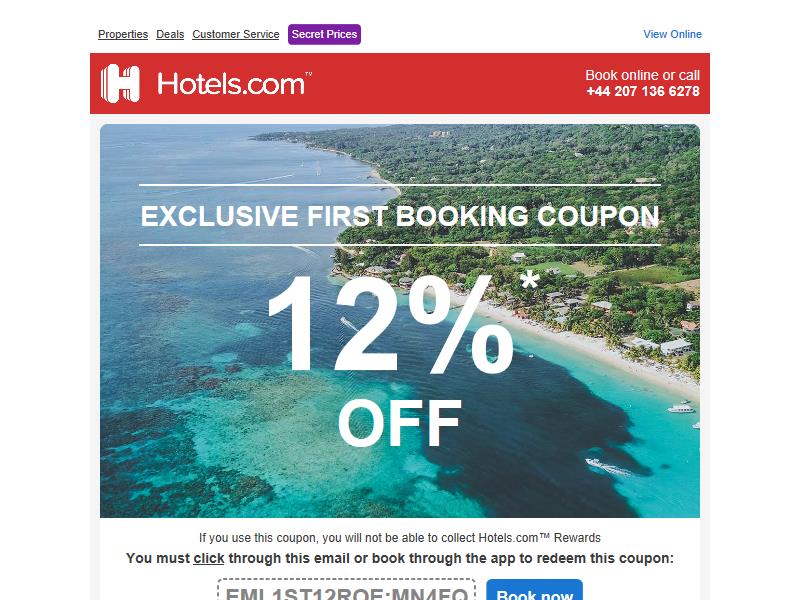 Properties Deals Customer Service Secret Prices View Online
Hotels.com™
Book online or call
+44 207 136 6278
EXCLUSIVE FIRST BOOKING COUPON
12%*
OFF
If you use this coupon, you will not be able to collect Hotels.com™ Rewards
You must click through this email or book through the app to redeem this coupon:
Book now